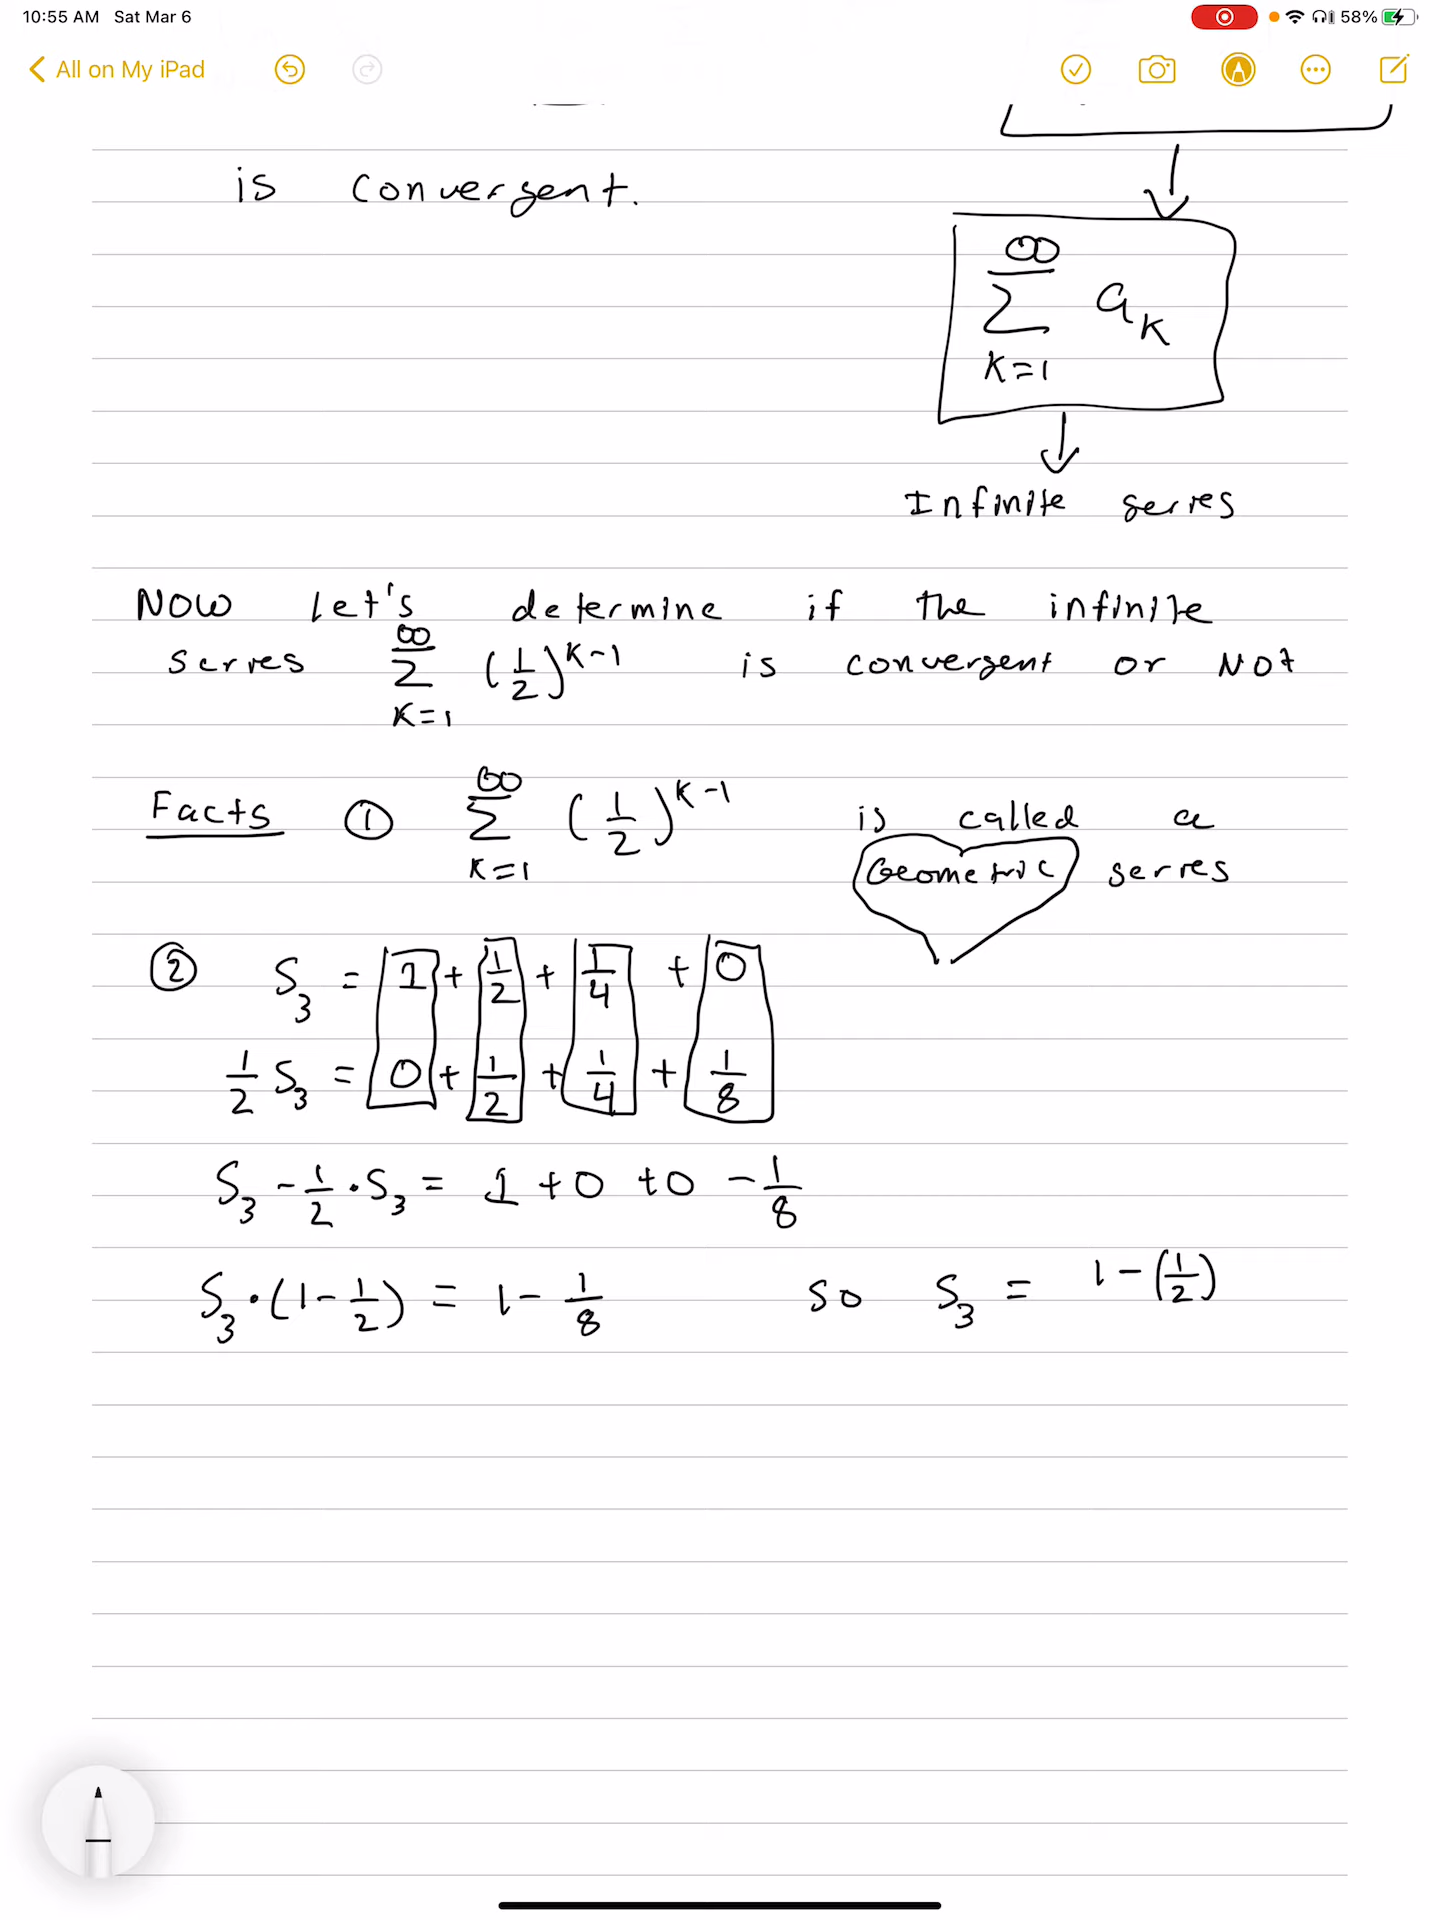 10:55 AM Sat Mar 6 58%
All on My iPad
is convergent.
∞
Σ a_k
K=1
Infinite series
Now let's determine if the infinite
series ∞ Σ K=1 (1/2)^{K-1} is convergent or Not
Facts ① ∞ Σ K=1 (1/2)^{K-1} is called a
Geometric series
② S_3 = 1 + 1/2 + 1/4 + 0
1/2 S_3 = 0 + 1/2 + 1/4 + 1/8
S_3 - 1/2 · S_3 = 1 + 0 + 0 - 1/8
S_3 · (1 - 1/2) = 1 - 1/8 so S_3 = 1 - (1/2)